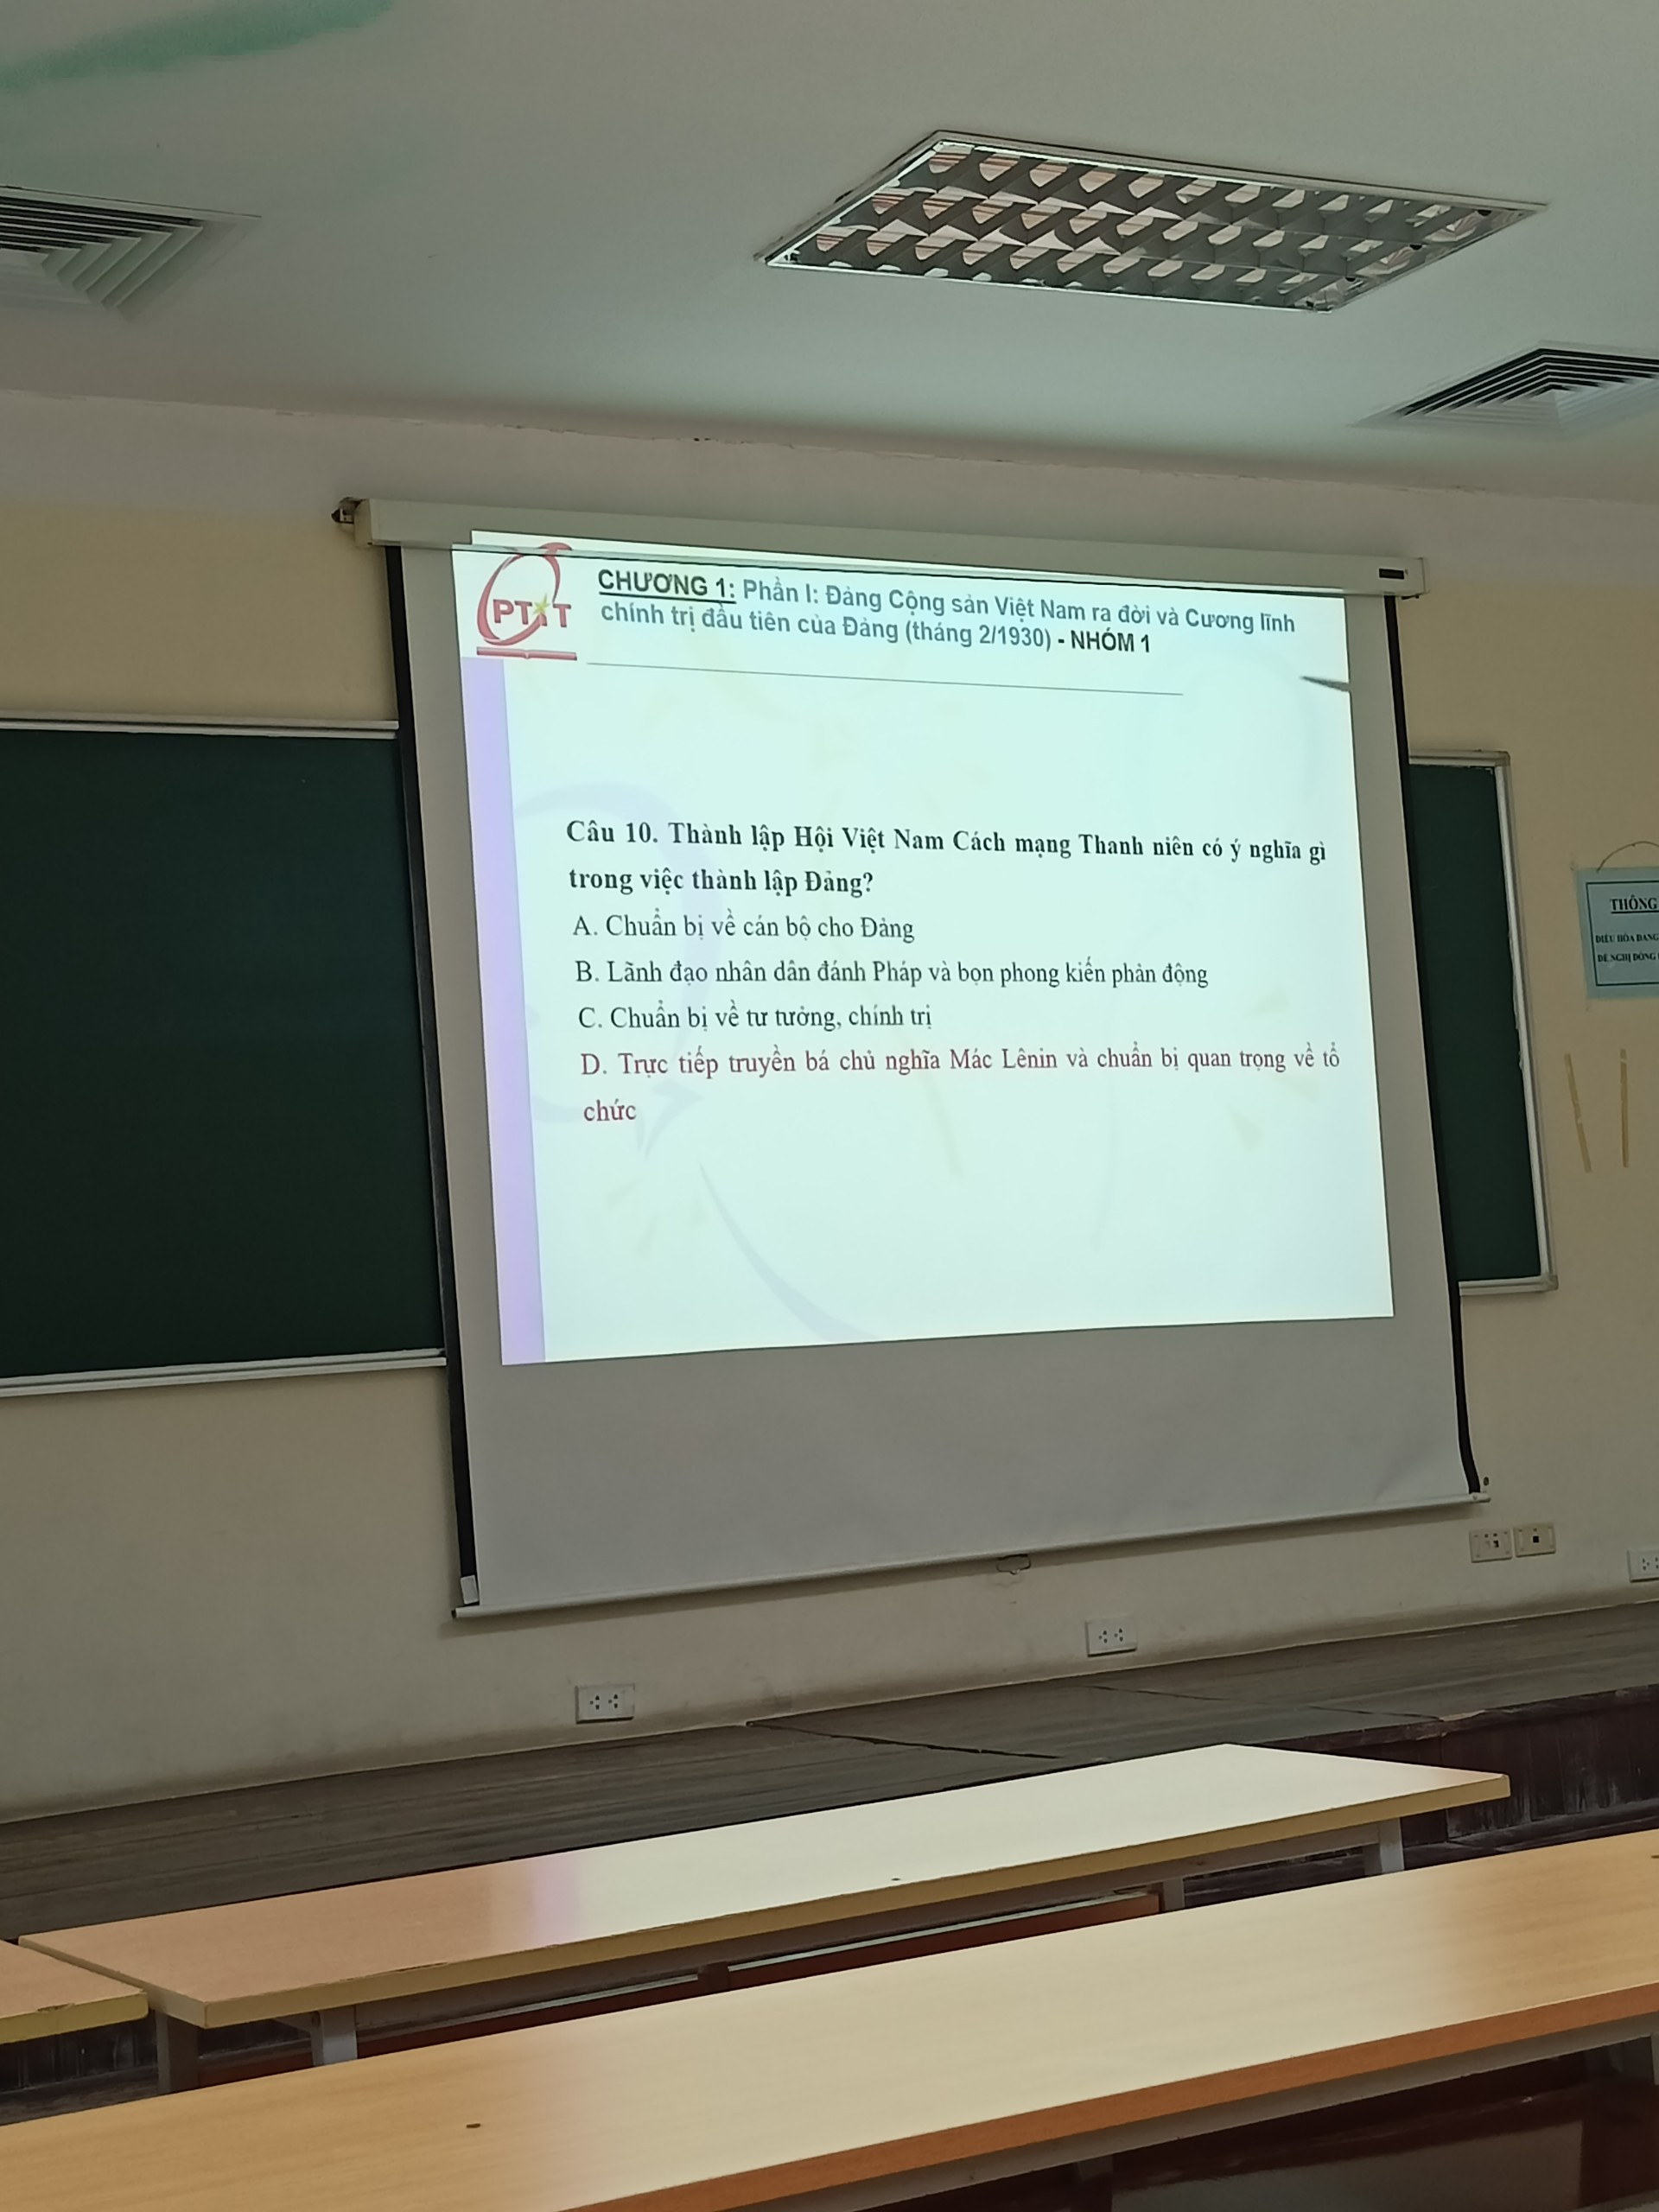 PTIT
CHƯƠNG 1: Phần I: Đảng Cộng sản Việt Nam ra đời và Cương lĩnh
chính trị đầu tiên của Đảng (tháng 2/1930) - NHÓM 1
Câu 10. Thành lập Hội Việt Nam Cách mạng Thanh niên có ý nghĩa gì
trong việc thành lập Đảng?
A. Chuẩn bị về cán bộ cho Đảng
B. Lãnh đạo nhân dân đánh Pháp và bọn phong kiến phản động
C. Chuẩn bị về tư tưởng, chính trị
D. Trực tiếp truyền bá chủ nghĩa Mác Lênin và chuẩn bị quan trọng về tổ
chức
THÔNG
ĐIỀU HÒA ĐANG
ĐỀ NGHỊ ĐÓNG